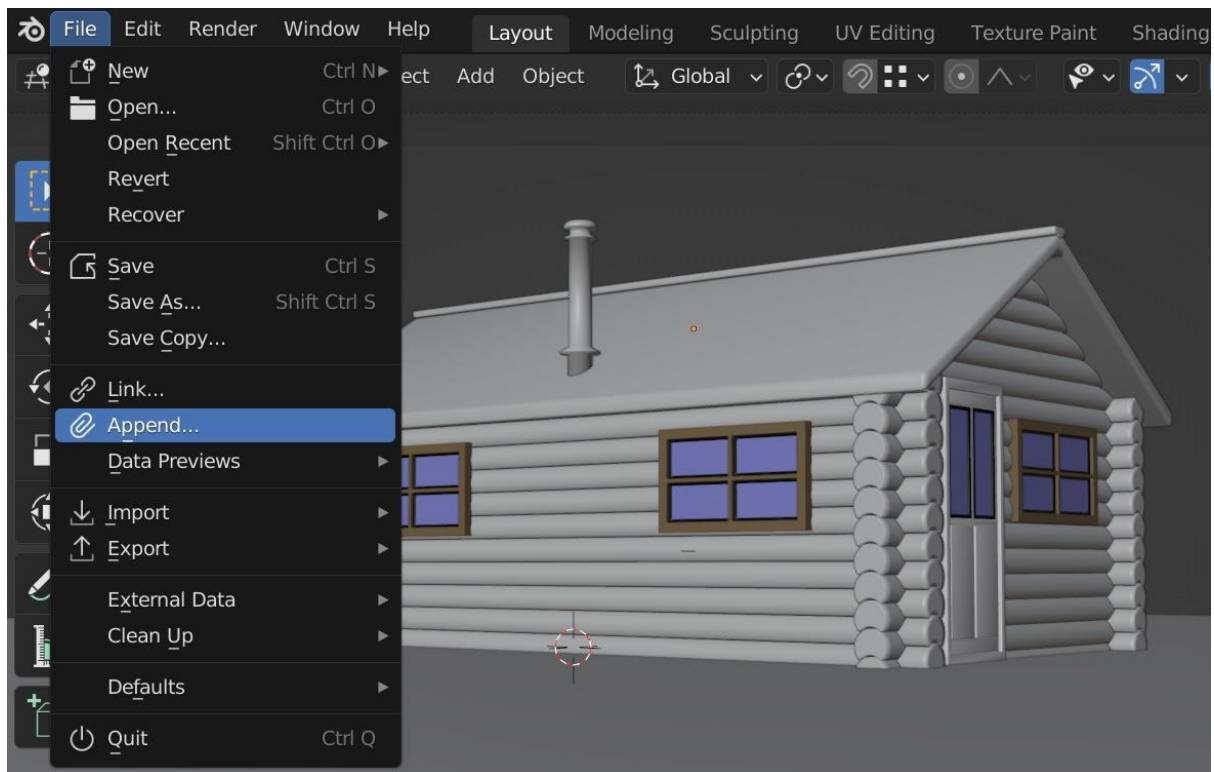 File Edit Render Window Help Layout Modeling Sculpting UV Editing Texture Paint Shading
ect Add Object Global
New Ctrl N
Open... Ctrl O
Open Recent Shift Ctrl O
Revert
Recover
Save Ctrl S
Save As... Shift Ctrl S
Save Copy...
Link...
Append...
Data Previews
Import
Export
External Data
Clean Up
Defaults
Quit Ctrl Q